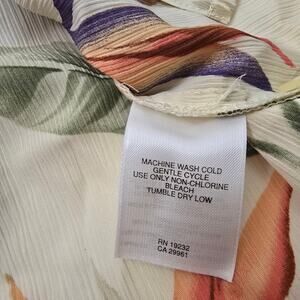 MACHINE WASH COLD
GENTLE CYCLE
USE ONLY NON-CHLORINE
BLEACH
TUMBLE DRY LOW
RN 19232
CA 29961